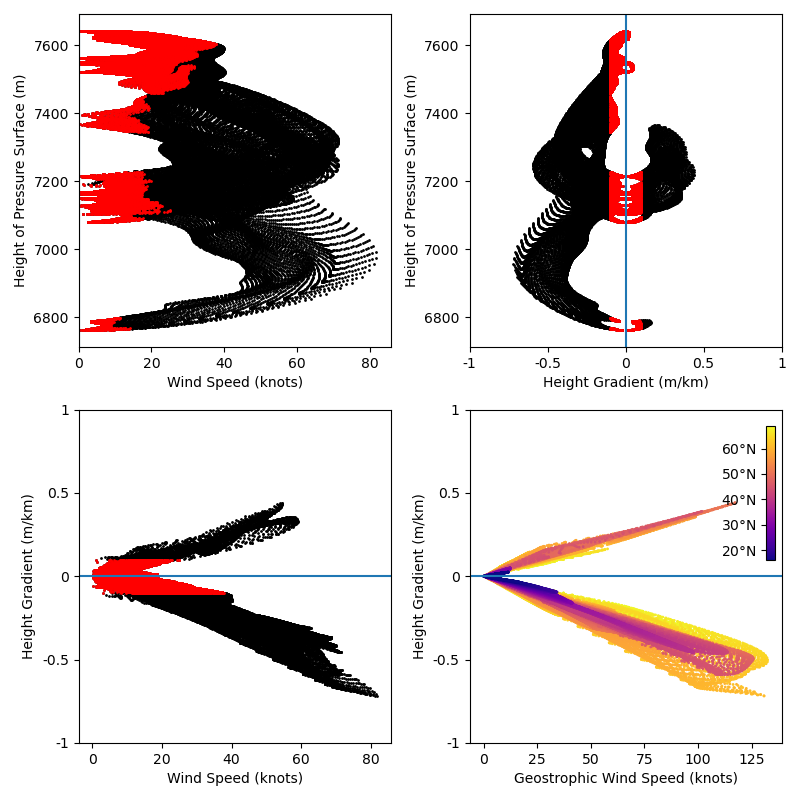 7600
7400
7200
7000
6800
Height of Pressure Surface (m)
0 20 40 60 80
Wind Speed (knots)
7600
7400
7200
7000
6800
Height of Pressure Surface (m)
-1 -0.5 0 0.5 1
Height Gradient (m/km)
1
0.5
0
-0.5
-1
Height Gradient (m/km)
0 20 40 60 80
Wind Speed (knots)
1
0.5
0
-0.5
-1
Height Gradient (m/km)
60°N
50°N
40°N
30°N
20°N
0 25 50 75 100 125
Geostrophic Wind Speed (knots)